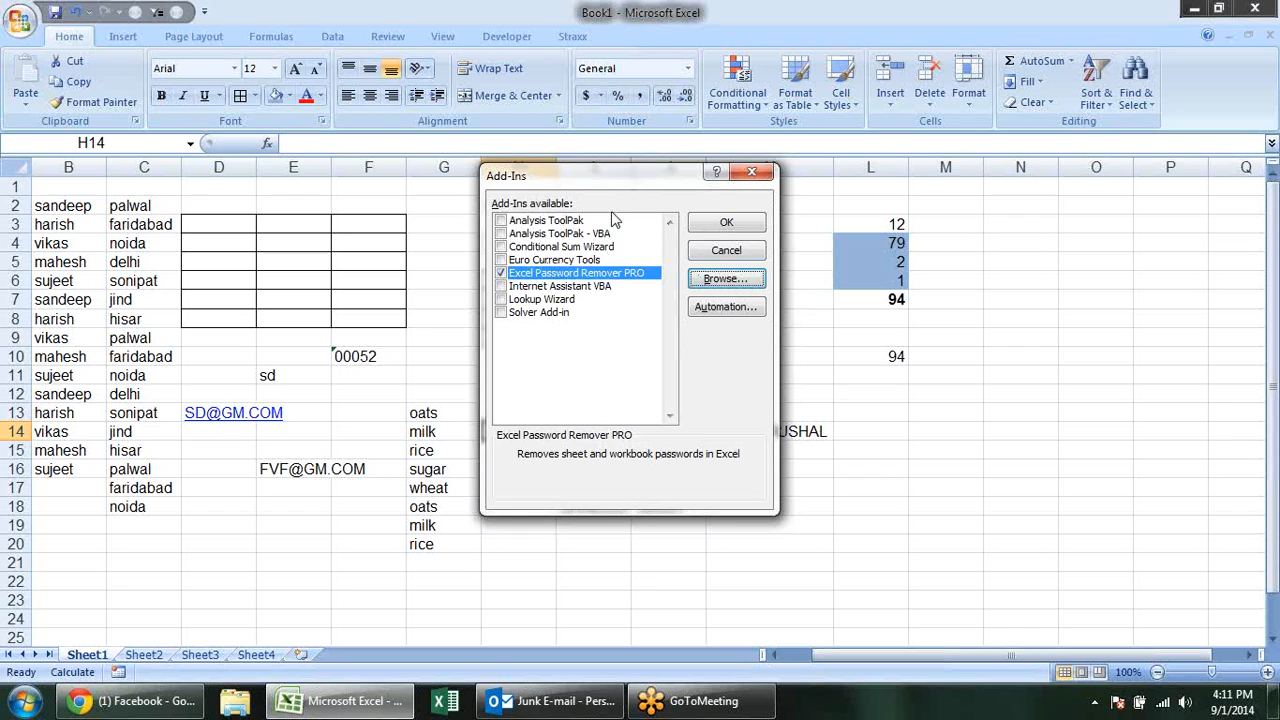 Book1 - Microsoft Excel
Home Insert Page Layout Formulas Data Review View Developer Straxx
Paste
Cut
Copy
Format Painter
Clipboard
Arial 12
B I U
Font
Wrap Text
Merge & Center
Alignment
General
$ % ,
Number
Conditional Formatting
Format as Table
Cell Styles
Styles
Insert
Delete
Format
Cells
AutoSum
Fill
Clear
Sort & Filter
Find & Select
Editing
H14 fx
B C D E F G L M N O P Q
1
2 sandeep palwal
3 harish faridabad 12
4 vikas noida 79
5 mahesh delhi 2
6 sujeet sonipat 1
7 sandeep jind 94
8 harish hisar
9 vikas palwal
10 mahesh faridabad 00052 94
11 sujeet noida sd
12 sandeep delhi
13 harish sonipat SD@GM.COM oats
14 vikas jind milk JSHAL
15 mahesh hisar rice
16 sujeet palwal FVF@GM.COM sugar
17 faridabad wheat
18 noida oats
19 milk
20 rice
21
22
23
24
25
Add-Ins
Add-Ins available:
Analysis ToolPak
Analysis ToolPak - VBA
Conditional Sum Wizard
Euro Currency Tools
Excel Password Remover PRO
Internet Assistant VBA
Lookup Wizard
Solver Add-in
OK
Cancel
Browse...
Automation...
Excel Password Remover PRO
Removes sheet and workbook passwords in Excel
Sheet1 Sheet2 Sheet3 Sheet4
Ready Calculate 100%
(1) Facebook - Go...
Microsoft Excel - ...
Junk E-mail - Pers...
GoToMeeting
4:11 PM
9/1/2014